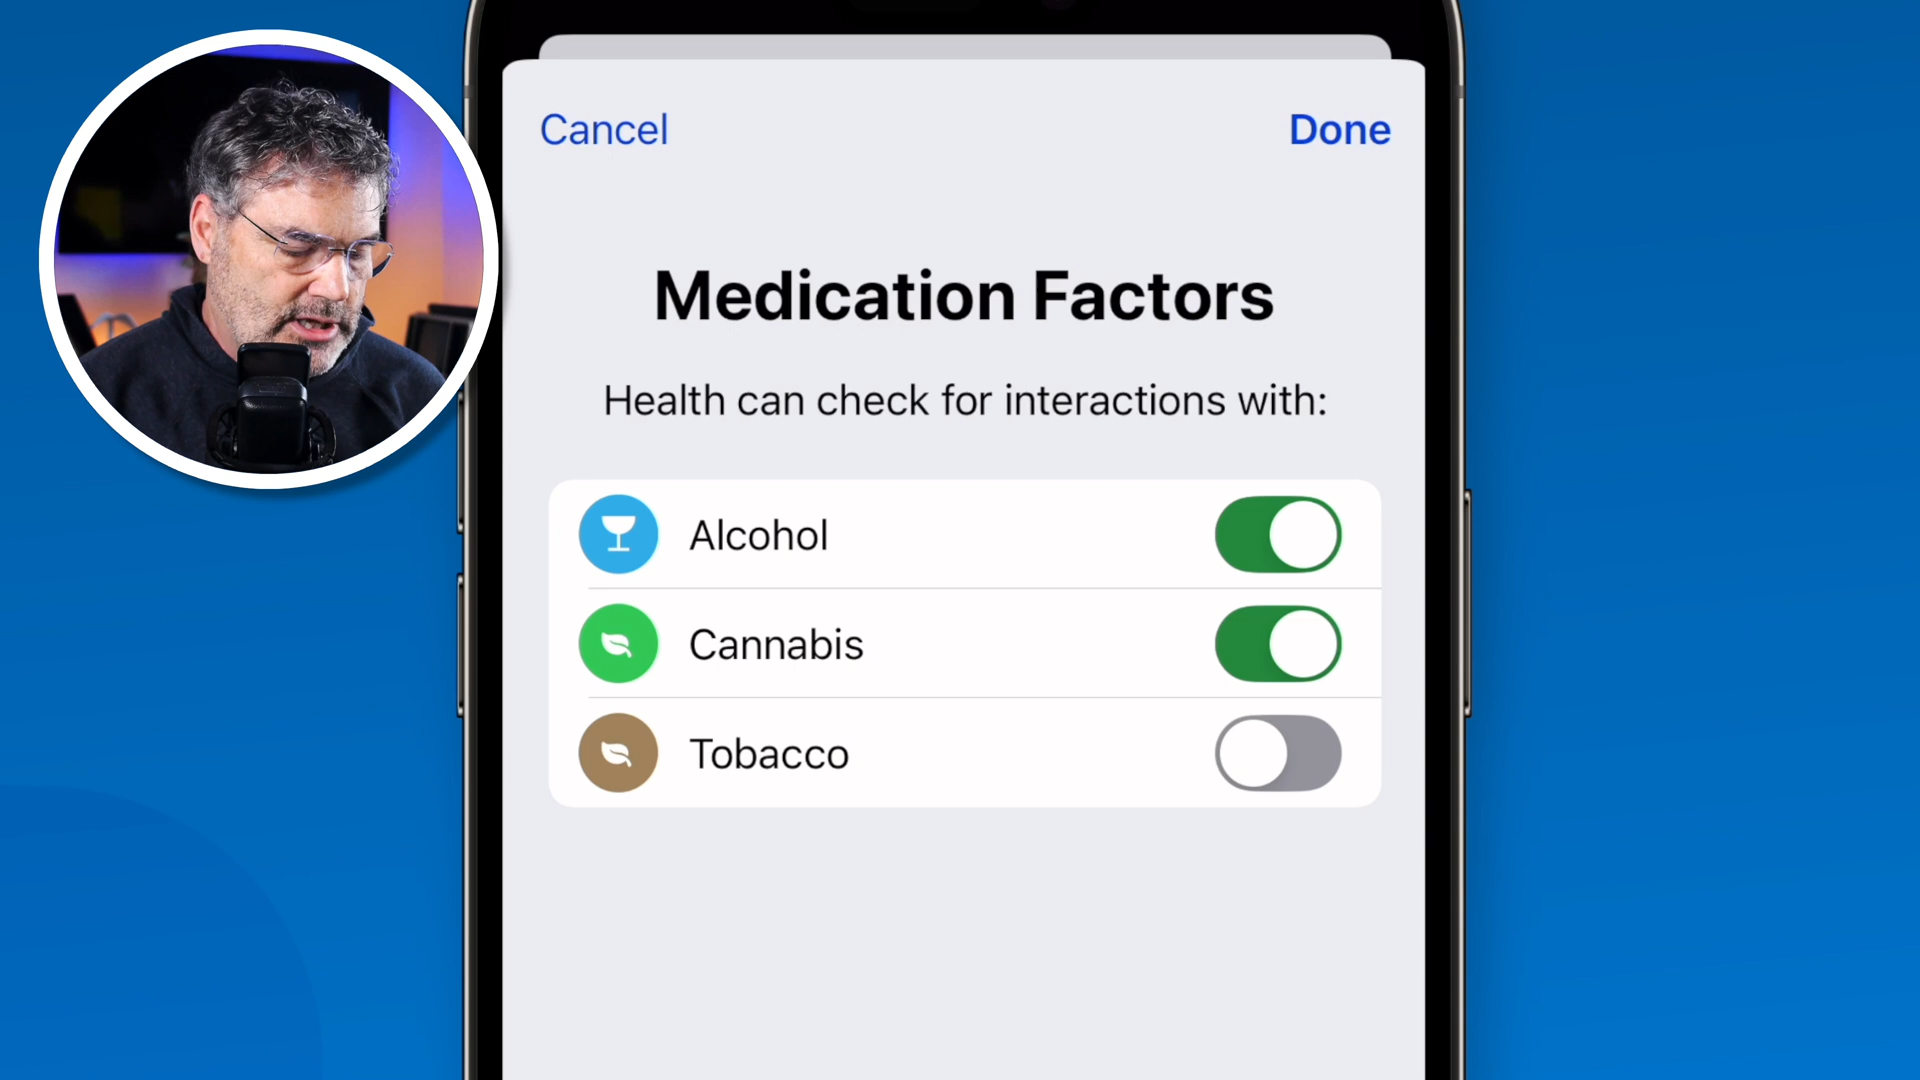 Cancel
Done
Medication Factors
Health can check for interactions with:
Alcohol
Cannabis
Tobacco